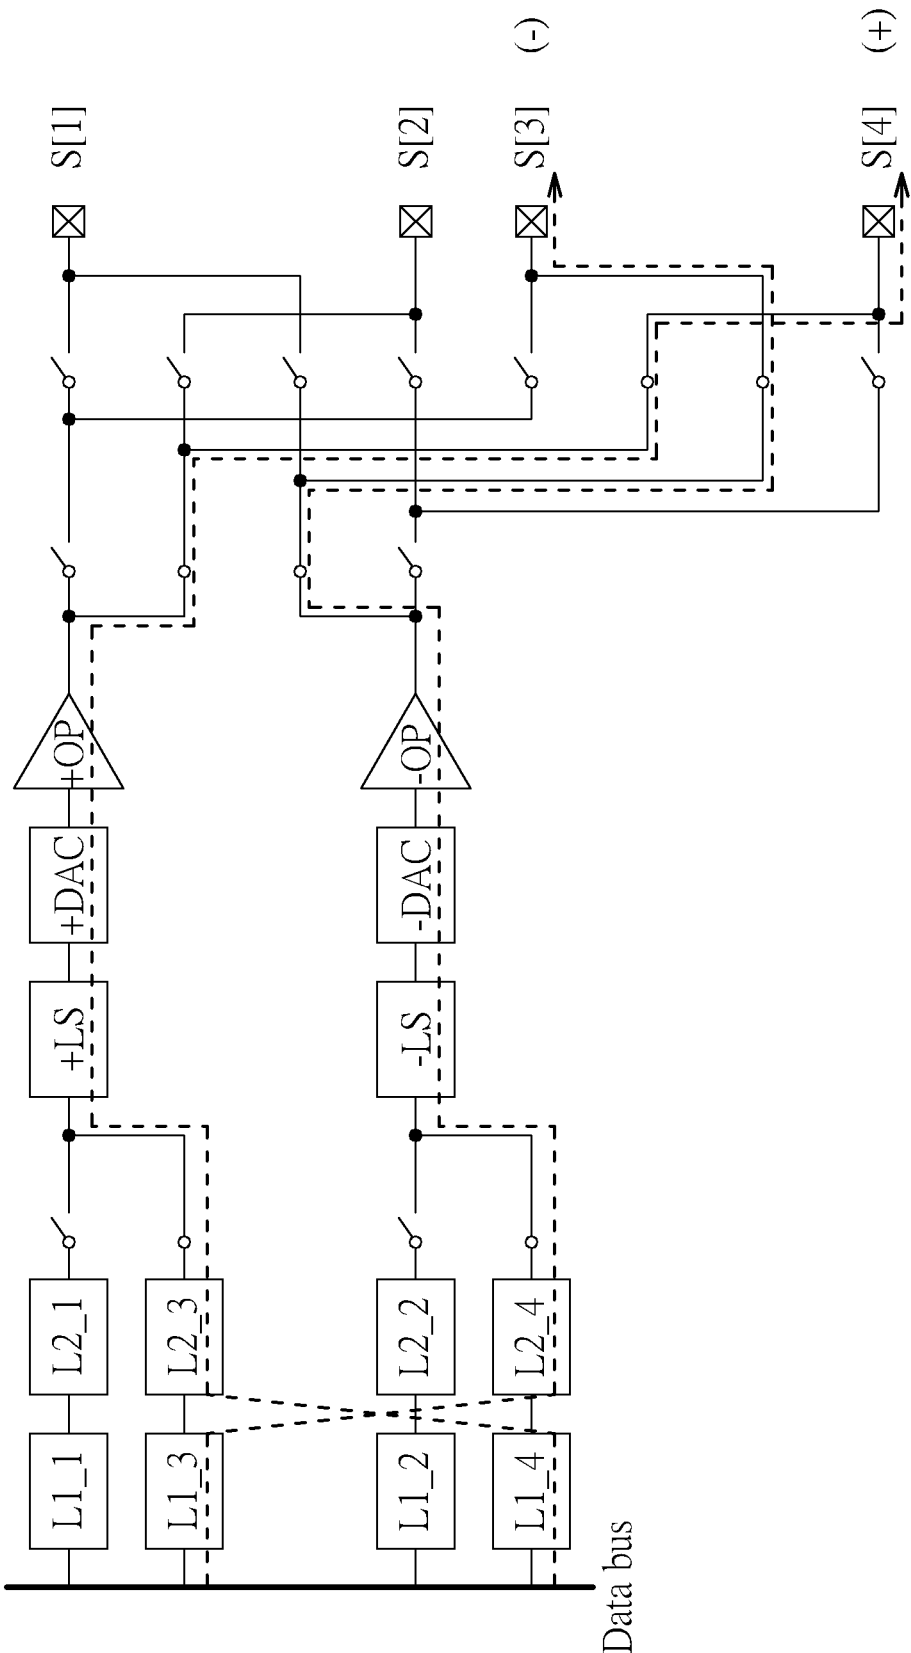 Data bus
L1_1
L2_1
+LS
+DAC
+OP
S[1]
L1_3
L2_3
L1_2
L2_2
-LS
-DAC
-OP
S[2]
L1_4
L2_4
S[3]
(-)
S[4]
(+)